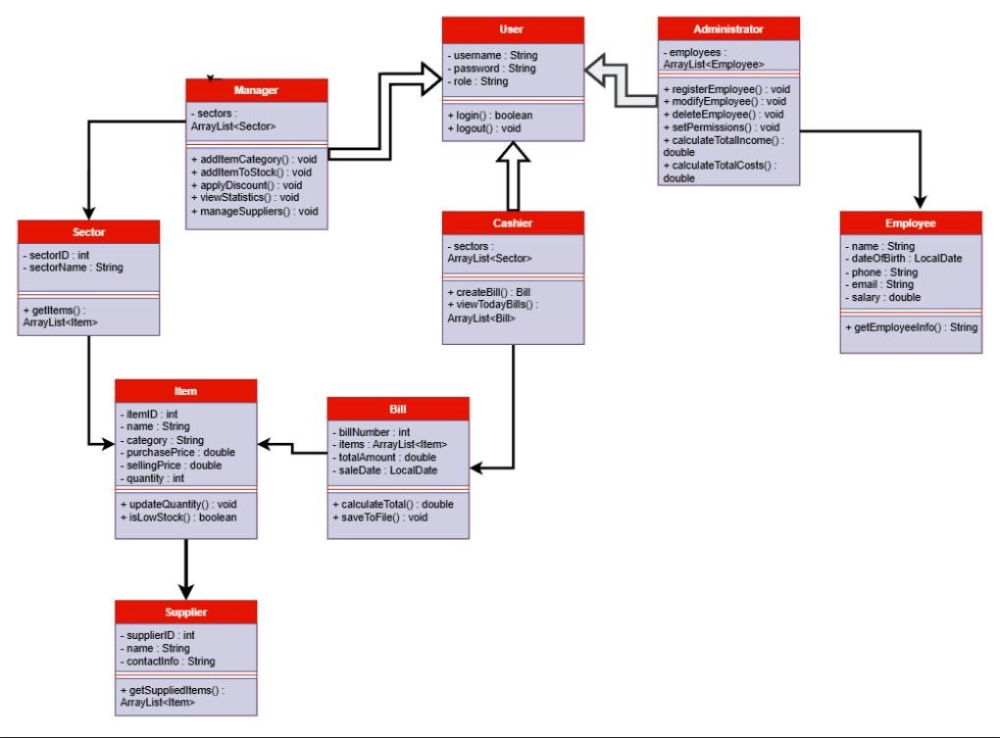 User
- username : String
- password : String
- role : String
+ login() : boolean
+ logout() : void
Administrator
- employees :
ArrayList<Employee>
+ registerEmployee() : void
+ modifyEmployee() : void
+ deleteEmployee() : void
+ setPermissions() : void
+ calculateTotalIncome() :
double
+ calculateTotalCosts() :
double
Manager
- sectors :
ArrayList<Sector>
+ addItemCategory() : void
+ addItemToStock() : void
+ applyDiscount() : void
+ viewStatistics() : void
+ manageSuppliers() : void
Sector
- sectorID : int
- sectorName : String
+ getItems() :
ArrayList<Item>
Cashier
- sectors :
ArrayList<Sector>
+ createBill() : Bill
+ viewTodayBills() :
ArrayList<Bill>
Employee
- name : String
- dateOfBirth : LocalDate
- phone : String
- email : String
- salary : double
+ getEmployeeInfo() : String
Item
- itemID : int
- name : String
- category : String
- purchasePrice : double
- sellingPrice : double
- quantity : int
+ updateQuantity() : void
+ isLowStock() : boolean
Bill
- billNumber : int
- items : ArrayList<Item>
- totalAmount : double
- saleDate : LocalDate
+ calculateTotal() : double
+ saveToFile() : void
Supplier
- supplierID : int
- name : String
- contactInfo : String
+ getSuppliedItems() :
ArrayList<Item>